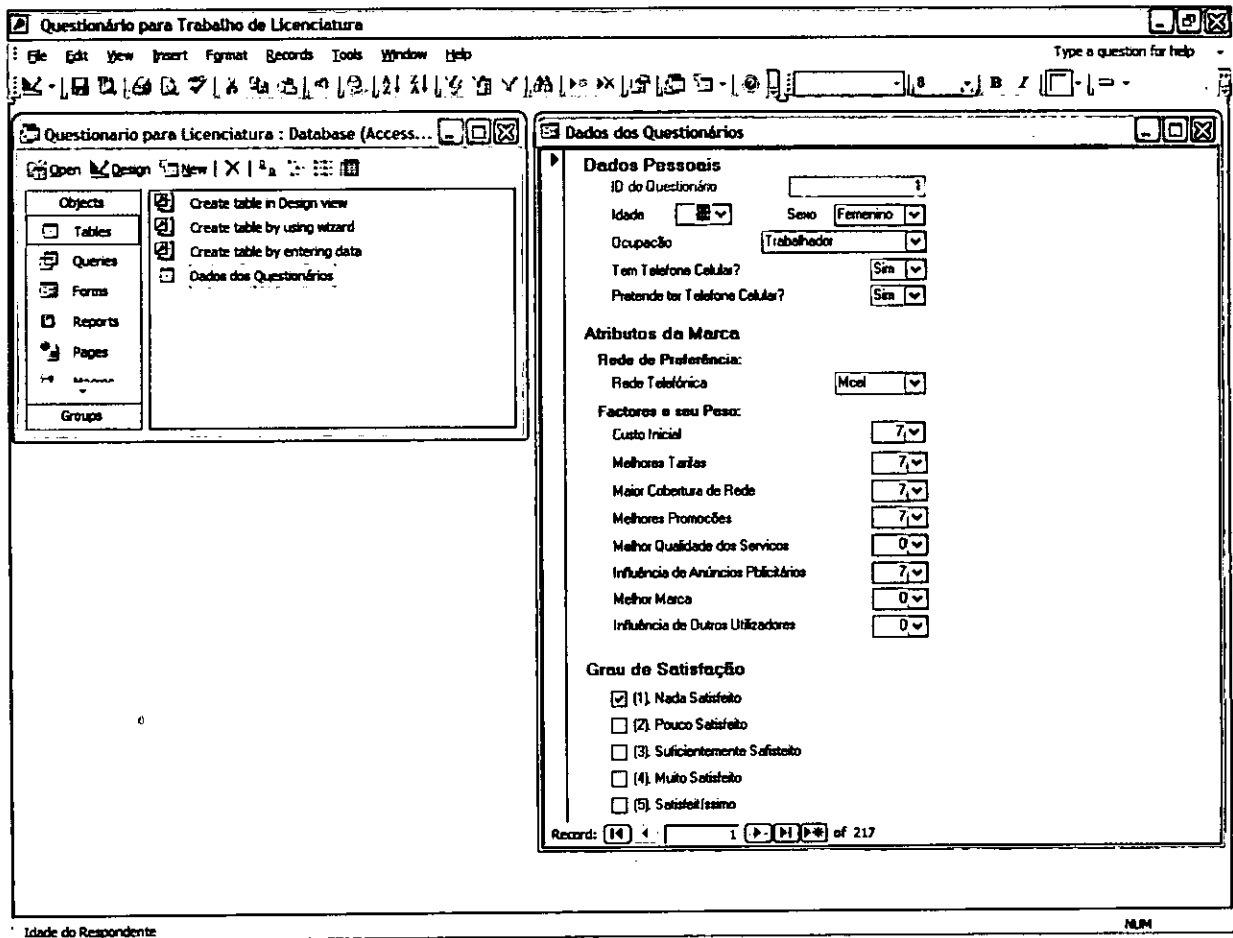 Questionário para Trabalho de Licenciatura
File Edit View Insert Format Records Tools Window Help
Type a question for help
8 B I
Questionario para Licenciatura : Database (Access...
Open Design New
Objects
Tables
Queries
Forms
Reports
Pages
Groups
Create table in Design view
Create table by using wizard
Create table by entering data
Dados dos Questionários
Dados dos Questionários
Dados Pessoais
ID do Questionário 1
Idade Sexo Femenino
Ocupacão Trabalhador
Tem Telefone Celular? Sim
Pretende ter Telefone Celular? Sim
Atributos da Marca
Rede de Preferência:
Rede Telefónica Mcel
Factores e seu Peso:
Custo Inicial 7
Melhores Tarifas 7
Maior Cobertura de Rede 7
Melhores Promocões 7
Melhor Qualidade dos Servicos 0
Influência de Anúncios Pblicitários 7
Melhor Marca 0
Influência de Outros Utilizadores 0
Grau de Satisfação
(1). Nada Satisfeito
(2). Pouco Satisfeito
(3). Suficientemente Safisteito
(4). Muito Satisfeito
(5). Satisfeitíssimo
Record: 1 of 217
Idade do Respondente
NUM